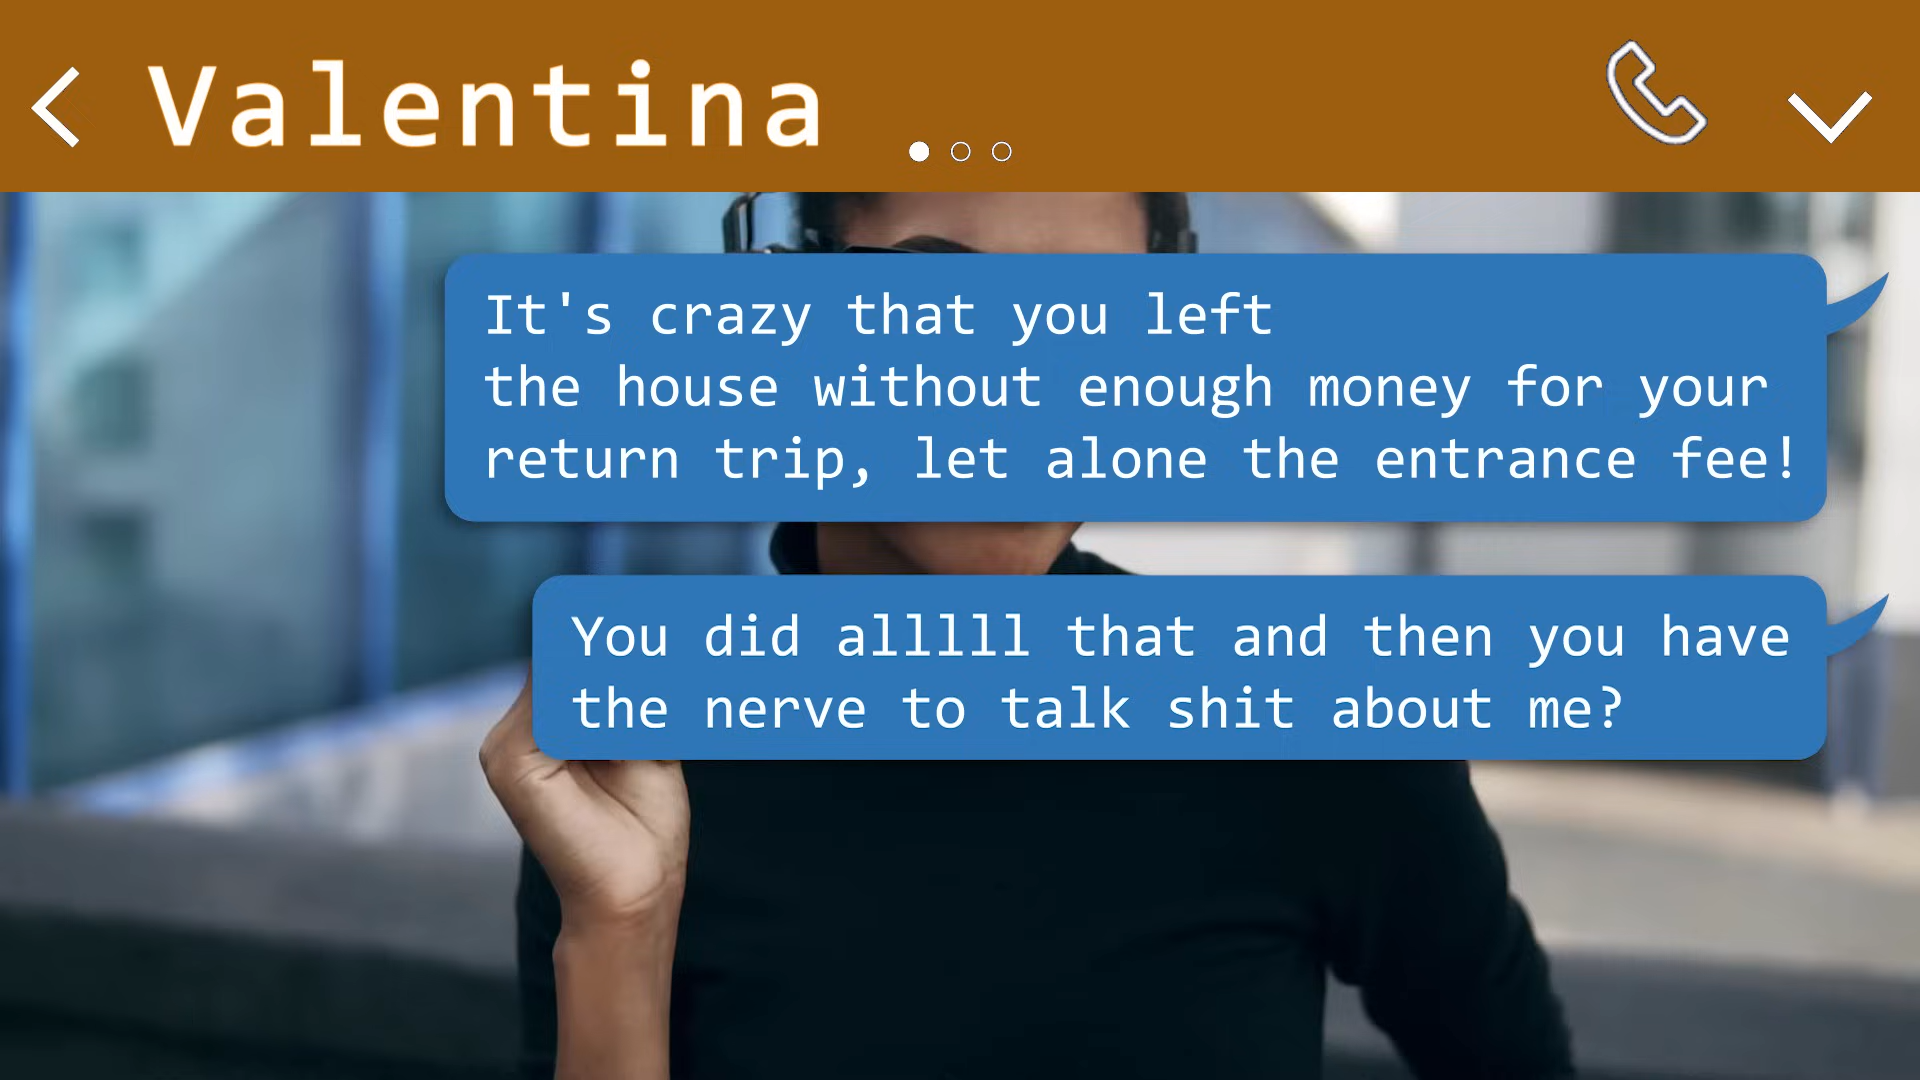 Valentina
It's crazy that you left
the house without enough money for your
return trip, let alone the entrance fee!
You did alllll that and then you have
the nerve to talk shit about me?